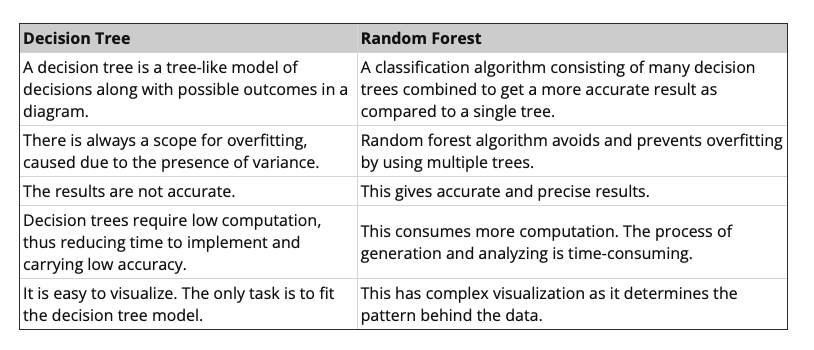 Decision Tree
Random Forest
A decision tree is a tree-like model of
decisions along with possible outcomes in a
diagram.
A classification algorithm consisting of many decision
trees combined to get a more accurate result as
compared to a single tree.
There is always a scope for overfitting,
caused due to the presence of variance.
Random forest algorithm avoids and prevents overfitting
by using multiple trees.
The results are not accurate.
This gives accurate and precise results.
Decision trees require low computation,
thus reducing time to implement and
carrying low accuracy.
This consumes more computation. The process of
generation and analyzing is time-consuming.
It is easy to visualize. The only task is to fit
the decision tree model.
This has complex visualization as it determines the
pattern behind the data.